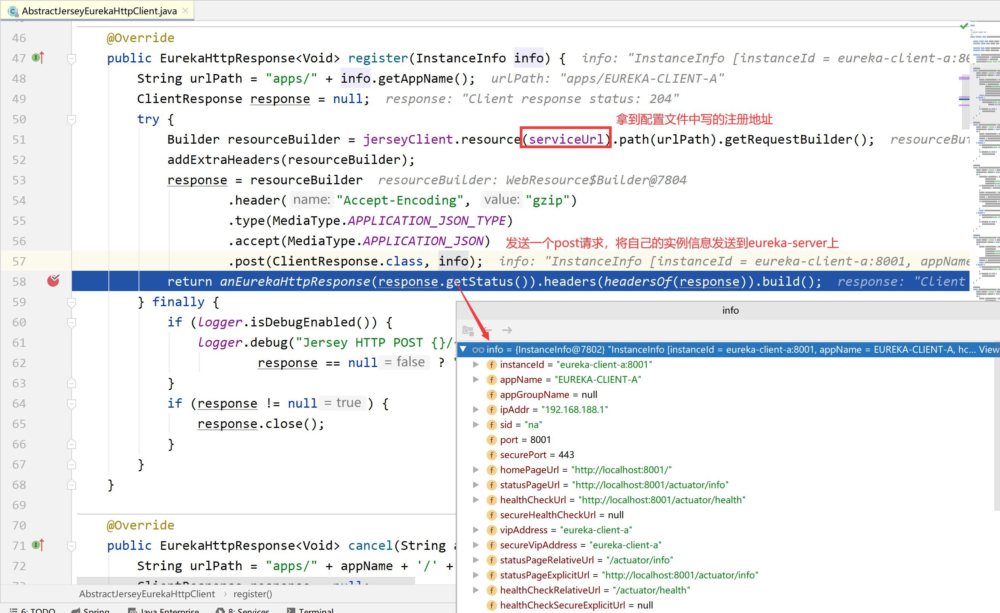 AbstractJerseyEurekaHttpClient.java
46 @Override
47 public EurekaHttpResponse<Void> register(InstanceInfo info) { info: "InstanceInfo [instanceId = eureka-client-a:80
48 String urlPath = "apps/" + info.getAppName(); urlPath: "apps/EUREKA-CLIENT-A"
49 ClientResponse response = null; response: "Client response status: 204"
50 try { 拿到配置文件中写的注册地址
51 Builder resourceBuilder = jerseyClient.resource(serviceUrl).path(urlPath).getRequestBuilder(); resourceBui
52 addExtraHeaders(resourceBuilder);
53 response = resourceBuilder resourceBuilder: WebResource$Builder@7804
54 .header( name: "Accept-Encoding", value: "gzip")
55 .type(MediaType.APPLICATION_JSON_TYPE)
56 .accept(MediaType.APPLICATION_JSON) 发送一个post请求，将自己的实例信息发送到eureka-server上
57 .post(ClientResponse.class, info); info: "InstanceInfo [instanceId = eureka-client-a:8001, appName
58 return anEurekaHttpResponse(response.getStatus()).headers(headersOf(response)).build(); response: "Client
59 } finally {
60 if (logger.isDebugEnabled()) {
61 logger.debug("Jersey HTTP POST {}/
62 response == null = false ? "
63 }
64 if (response != null = true ) {
65 response.close();
66 }
67 }
68 }
69
70 @Override
71 public EurekaHttpResponse<Void> cancel(String a
72 String urlPath = "apps/" + appName + '/' +
73 ClientResponse response = null;
info
info = {InstanceInfo@7802} "InstanceInfo [instanceId = eureka-client-a:8001, appName = EUREKA-CLIENT-A, hc... View
instanceId = "eureka-client-a:8001"
appName = "EUREKA-CLIENT-A"
appGroupName = null
ipAddr = "192.168.188.1"
sid = "na"
port = 8001
securePort = 443
homePageUrl = "http://localhost:8001/"
statusPageUrl = "http://localhost:8001/actuator/info"
healthCheckUrl = "http://localhost:8001/actuator/health"
secureHealthCheckUrl = null
vipAddress = "eureka-client-a"
secureVipAddress = "eureka-client-a"
statusPageRelativeUrl = "/actuator/info"
statusPageExplicitUrl = "http://localhost:8001/actuator/info"
healthCheckRelativeUrl = "/actuator/health"
healthCheckSecureExplicitUrl = null
AbstractJerseyEurekaHttpClient › register()
6: TODO Spring Java Enterprise 8: Services Terminal